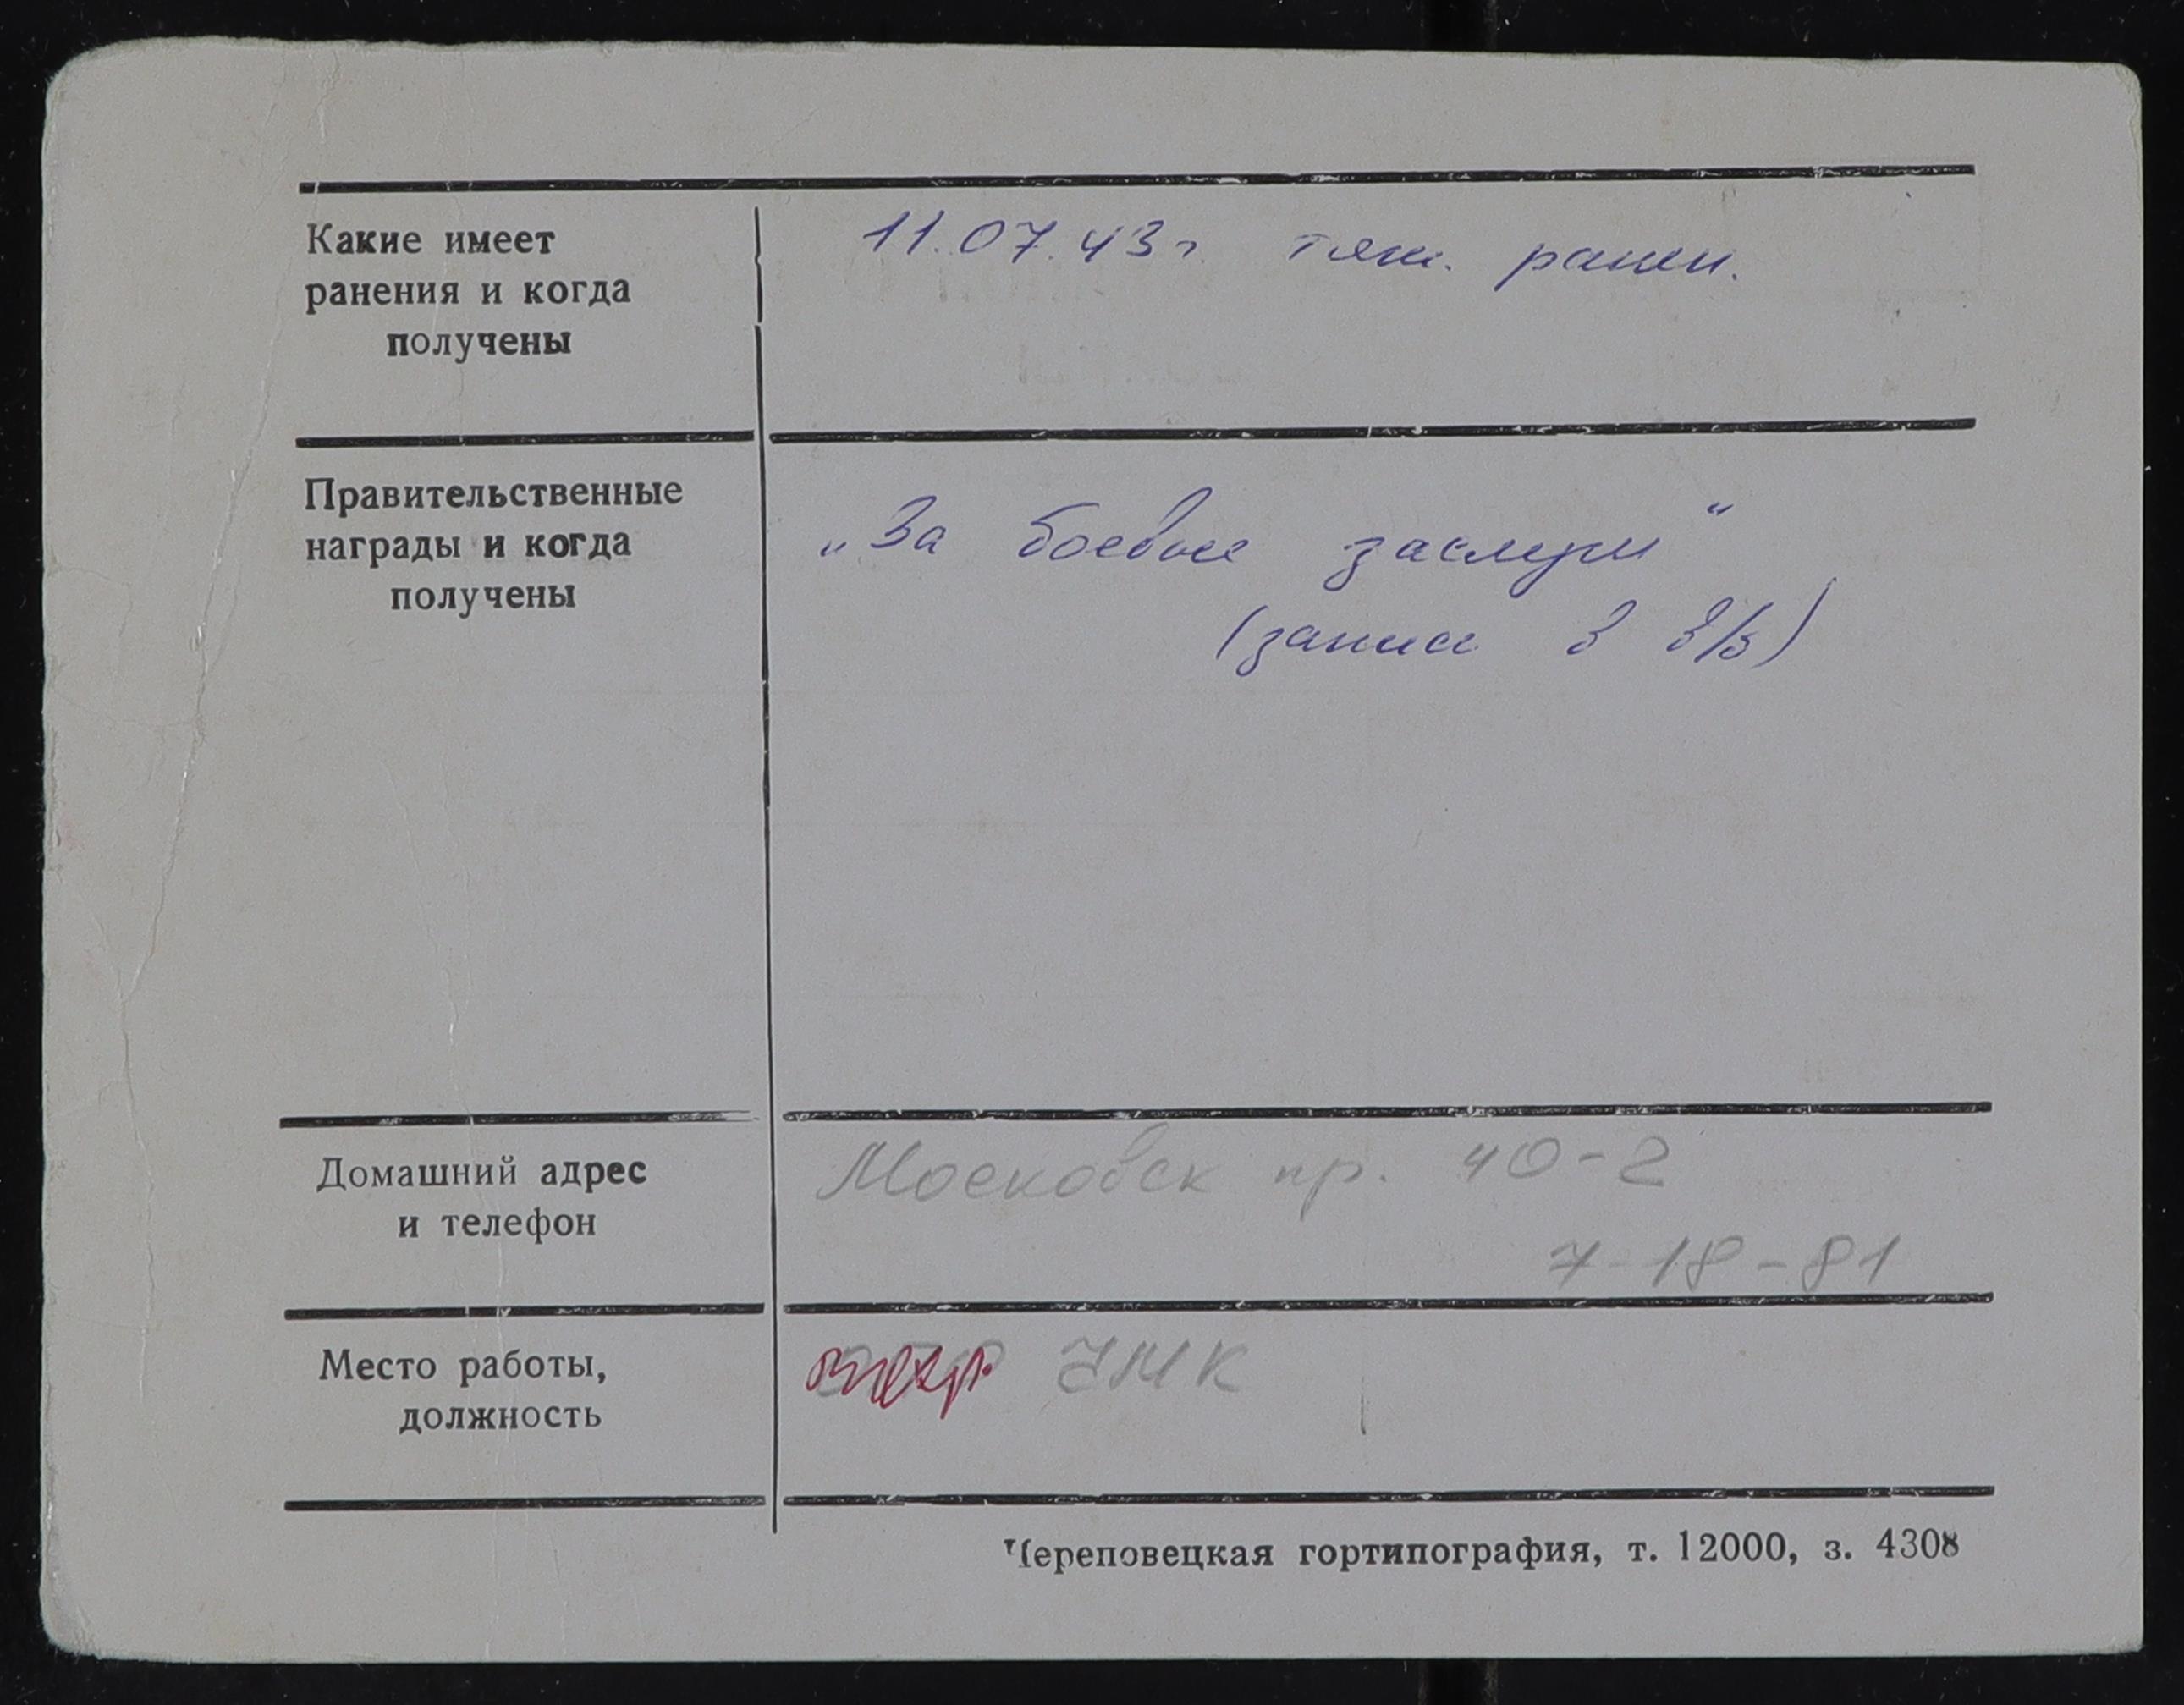 Какие имеет
ранения и когда
получены
11.07.43 г. тяж. ранен.
Правительственные
награды и когда
получены
„За боевые заслуги“
(запись в в/б)
Домашний адрес
и телефон
Московск пр. 40-2
7-18-81
Место работы,
должность
ЧМК
Череповецкая гортипография, т. 12000, з. 4308